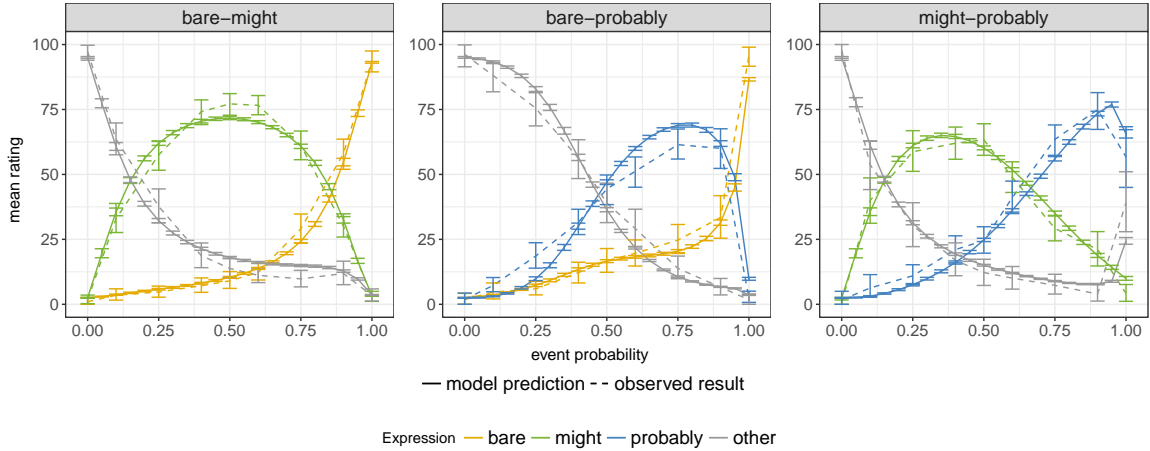 bare−might bare−probably might−probably
mean rating
100
75
50
25
0
100
75
50
25
0
100
75
50
25
0
0.00 0.25 0.50 0.75 1.00 0.00 0.25 0.50 0.75 1.00 0.00 0.25 0.50 0.75 1.00
event probability
model prediction observed result
Expression bare might probably other